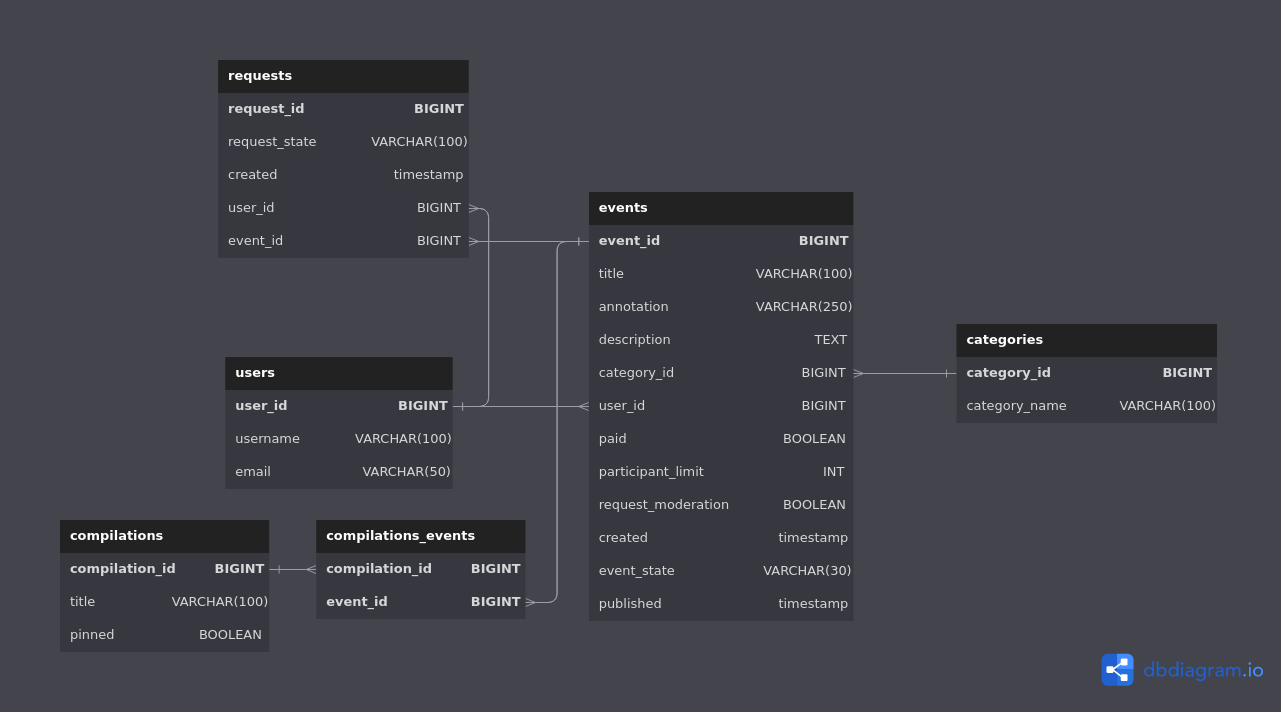 requests
request_id BIGINT
request_state VARCHAR(100)
created timestamp
user_id BIGINT
event_id BIGINT
events
event_id BIGINT
title VARCHAR(100)
annotation VARCHAR(250)
description TEXT
category_id BIGINT
user_id BIGINT
paid BOOLEAN
participant_limit INT
request_moderation BOOLEAN
created timestamp
event_state VARCHAR(30)
published timestamp
categories
category_id BIGINT
category_name VARCHAR(100)
users
user_id BIGINT
username VARCHAR(100)
email VARCHAR(50)
compilations
compilation_id BIGINT
title VARCHAR(100)
pinned BOOLEAN
compilations_events
compilation_id BIGINT
event_id BIGINT
dbdiagram.io